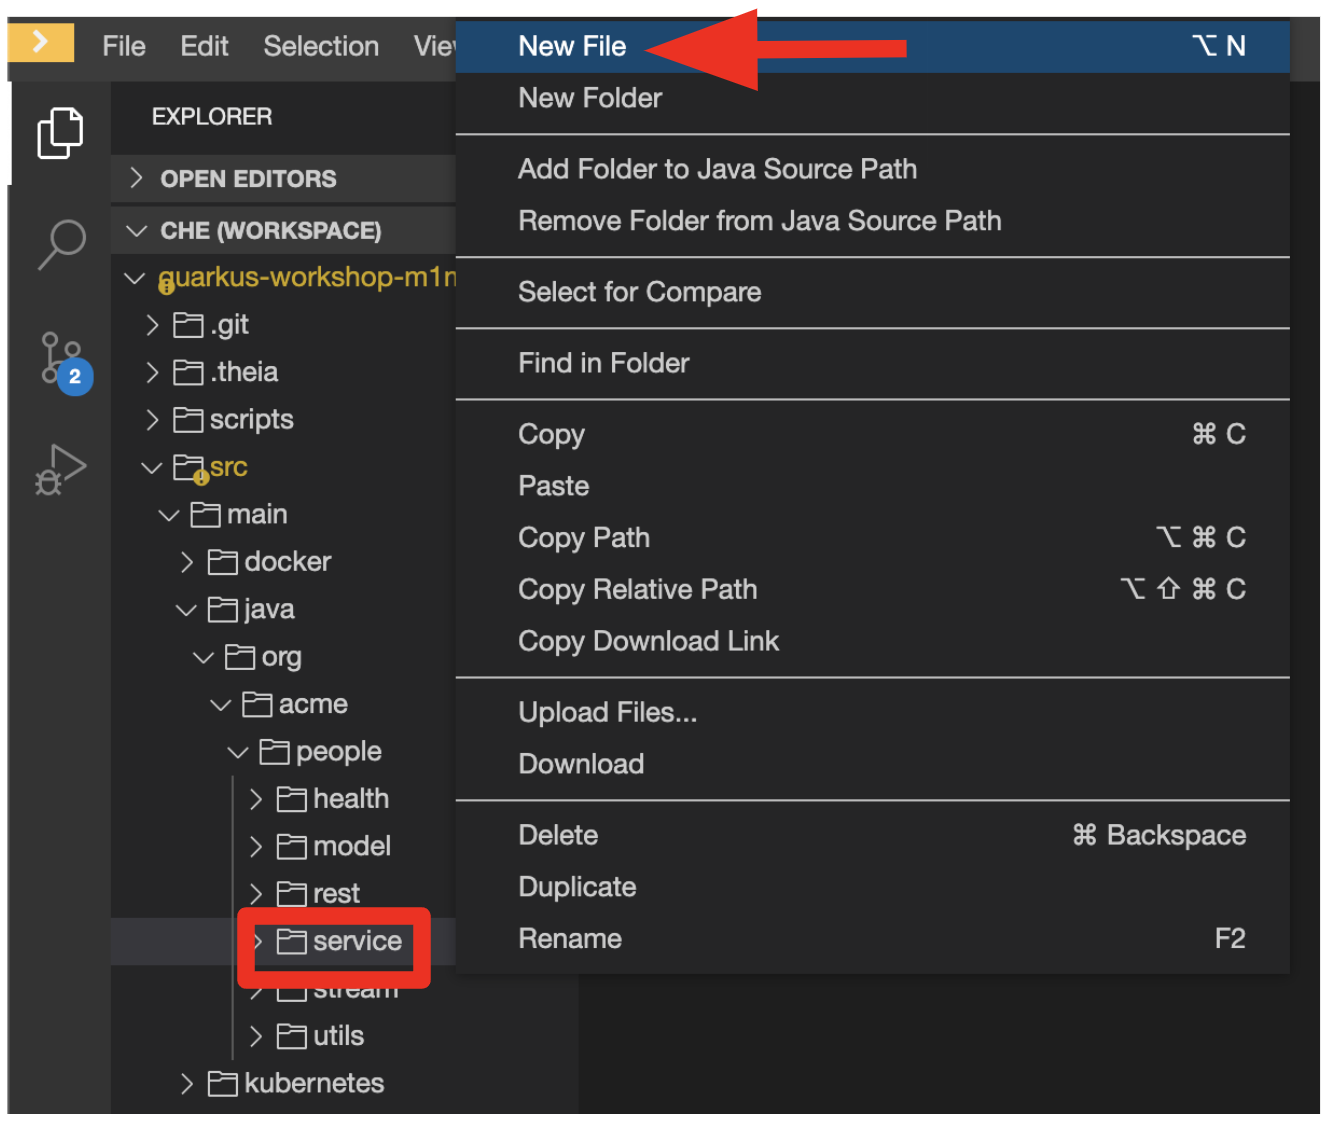 File Edit Selection View
EXPLORER
OPEN EDITORS
CHE (WORKSPACE)
quarkus-workshop-m1m
.git
.theia
scripts
src
2
main
docker
java
org
acme
people
health
model
rest
service
stream
utils
kubernetes
New File ⌥ N
New Folder
Add Folder to Java Source Path
Remove Folder from Java Source Path
Select for Compare
Find in Folder
Copy ⌘ C
Paste
Copy Path ⌥ ⌘ C
Copy Relative Path ⌥ ⇧ ⌘ C
Copy Download Link
Upload Files...
Download
Delete ⌘ Backspace
Duplicate
Rename F2